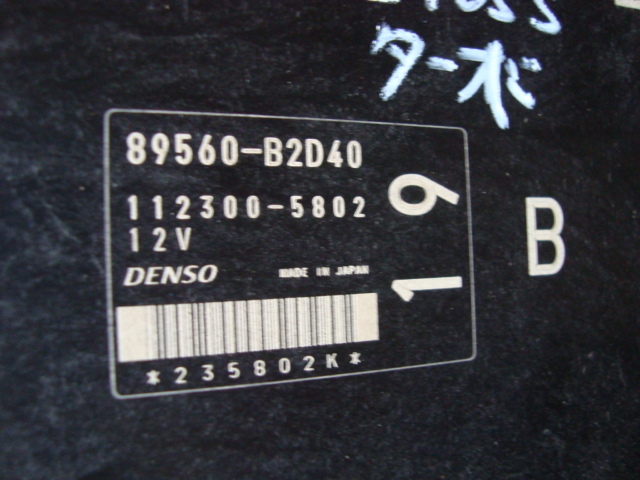 ターボ
89560-B2D40
112300-5802
12V
DENSO MADE IN JAPAN
*235802K*
19
B